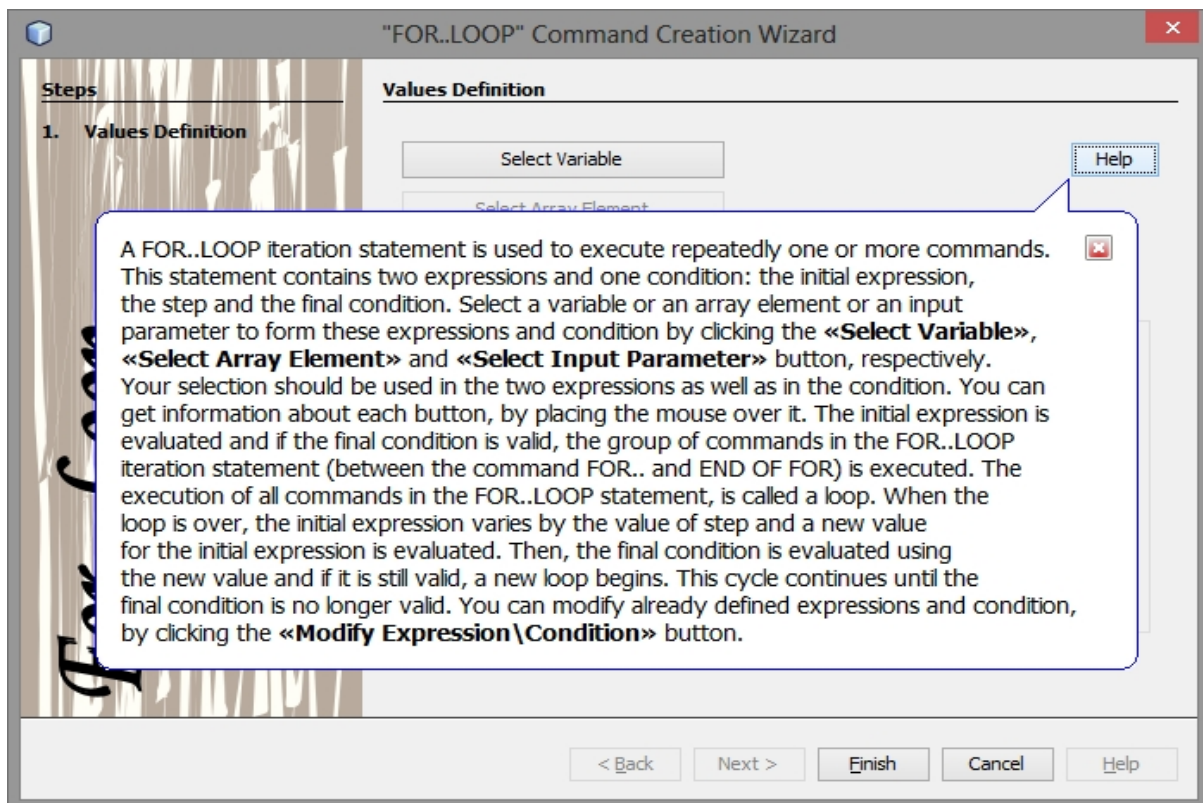 "FOR..LOOP" Command Creation Wizard
Steps
1. Values Definition
Values Definition
Select Variable
Help
Select Array Element
A FOR..LOOP iteration statement is used to execute repeatedly one or more commands.
This statement contains two expressions and one condition: the initial expression,
the step and the final condition. Select a variable or an array element or an input
parameter to form these expressions and condition by clicking the «Select Variable»,
«Select Array Element» and «Select Input Parameter» button, respectively.
Your selection should be used in the two expressions as well as in the condition. You can
get information about each button, by placing the mouse over it. The initial expression is
evaluated and if the final condition is valid, the group of commands in the FOR..LOOP
iteration statement (between the command FOR.. and END OF FOR) is executed. The
execution of all commands in the FOR..LOOP statement, is called a loop. When the
loop is over, the initial expression varies by the value of step and a new value
for the initial expression is evaluated. Then, the final condition is evaluated using
the new value and if it is still valid, a new loop begins. This cycle continues until the
final condition is no longer valid. You can modify already defined expressions and condition,
by clicking the «Modify Expression\Condition» button.
< Back
Next >
Finish
Cancel
Help